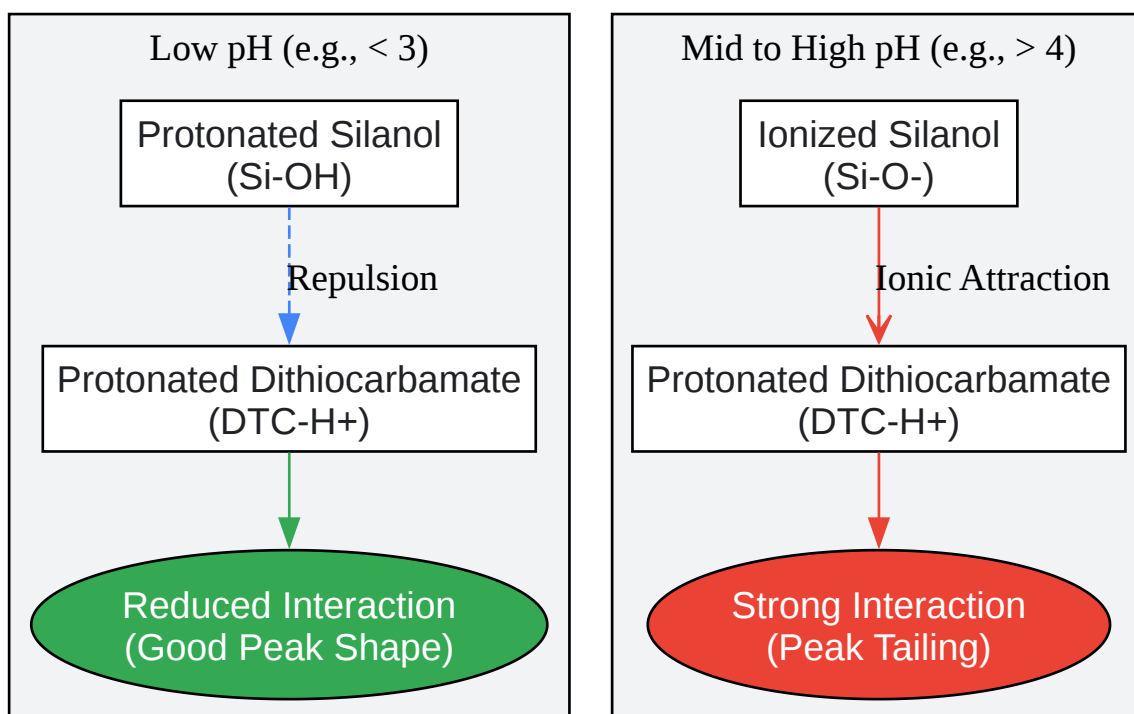 Low pH (e.g., < 3)
Protonated Silanol
(Si-OH)
Repulsion
Protonated Dithiocarbamate
(DTC-H+)
Reduced Interaction
(Good Peak Shape)
Mid to High pH (e.g., > 4)
Ionized Silanol
(Si-O-)
Ionic Attraction
Protonated Dithiocarbamate
(DTC-H+)
Strong Interaction
(Peak Tailing)